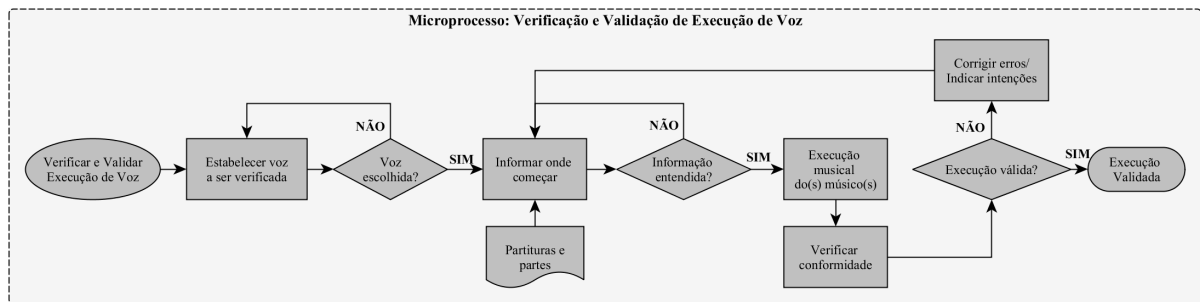 Microprocesso: Verificação e Validação de Execução de Voz
Verificar e Validar
Execução de Voz
Estabelecer voz
a ser verificada
NÃO
Voz
escolhida?
SIM
Informar onde
começar
Partituras e
partes
NÃO
Informação
entendida?
SIM
Execução
musical
do(s) músico(s)
Verificar
conformidade
Corrigir erros/
Indicar intenções
NÃO
Execução válida?
SIM
Execução
Validada